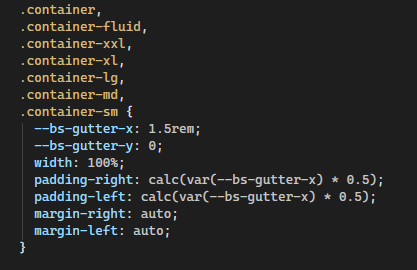 .container,
.container-fluid,
.container-xxl,
.container-xl,
.container-lg,
.container-md,
.container-sm {
  --bs-gutter-x: 1.5rem;
  --bs-gutter-y: 0;
  width: 100%;
  padding-right: calc(var(--bs-gutter-x) * 0.5);
  padding-left: calc(var(--bs-gutter-x) * 0.5);
  margin-right: auto;
  margin-left: auto;
}